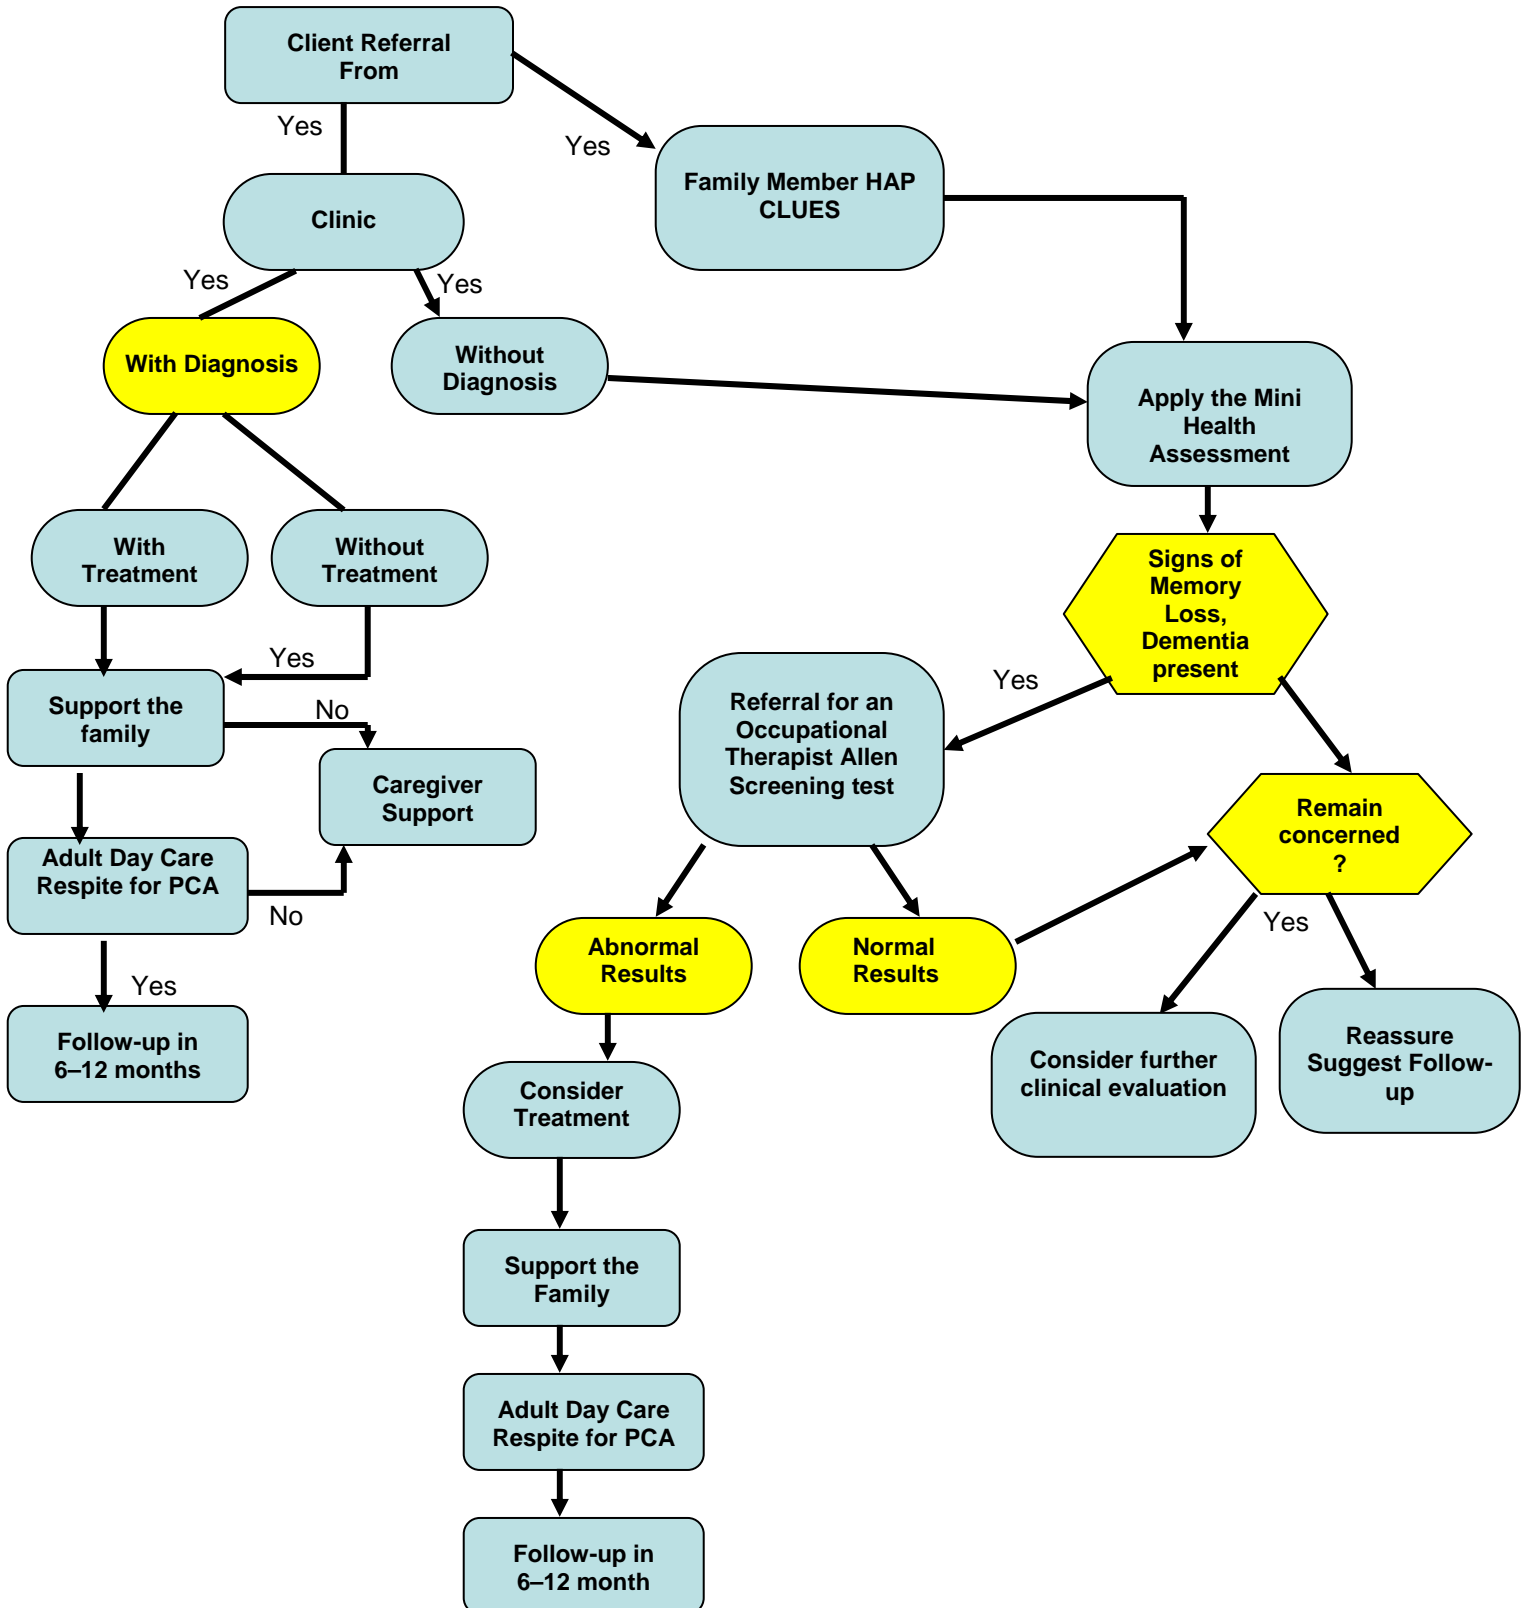 Client Referral
From
Yes
Yes
Family Member HAP
CLUES
Clinic
Yes
Yes
With Diagnosis
Without
Diagnosis
Apply the Mini
Health
Assessment
With
Treatment
Without
Treatment
Signs of
Memory
Loss,
Dementia
present
Yes
Support the
family
No
Yes
Referral for an
Occupational
Therapist Allen
Screening test
Caregiver
Support
Remain
concerned
?
Adult Day Care
Respite for PCA
No
Yes
Abnormal
Results
Normal
Results
Yes
Follow-up in
6–12 months
Consider further
clinical evaluation
Reassure
Suggest Follow-
up
Consider
Treatment
Support the
Family
Adult Day Care
Respite for PCA
Follow-up in
6–12 month